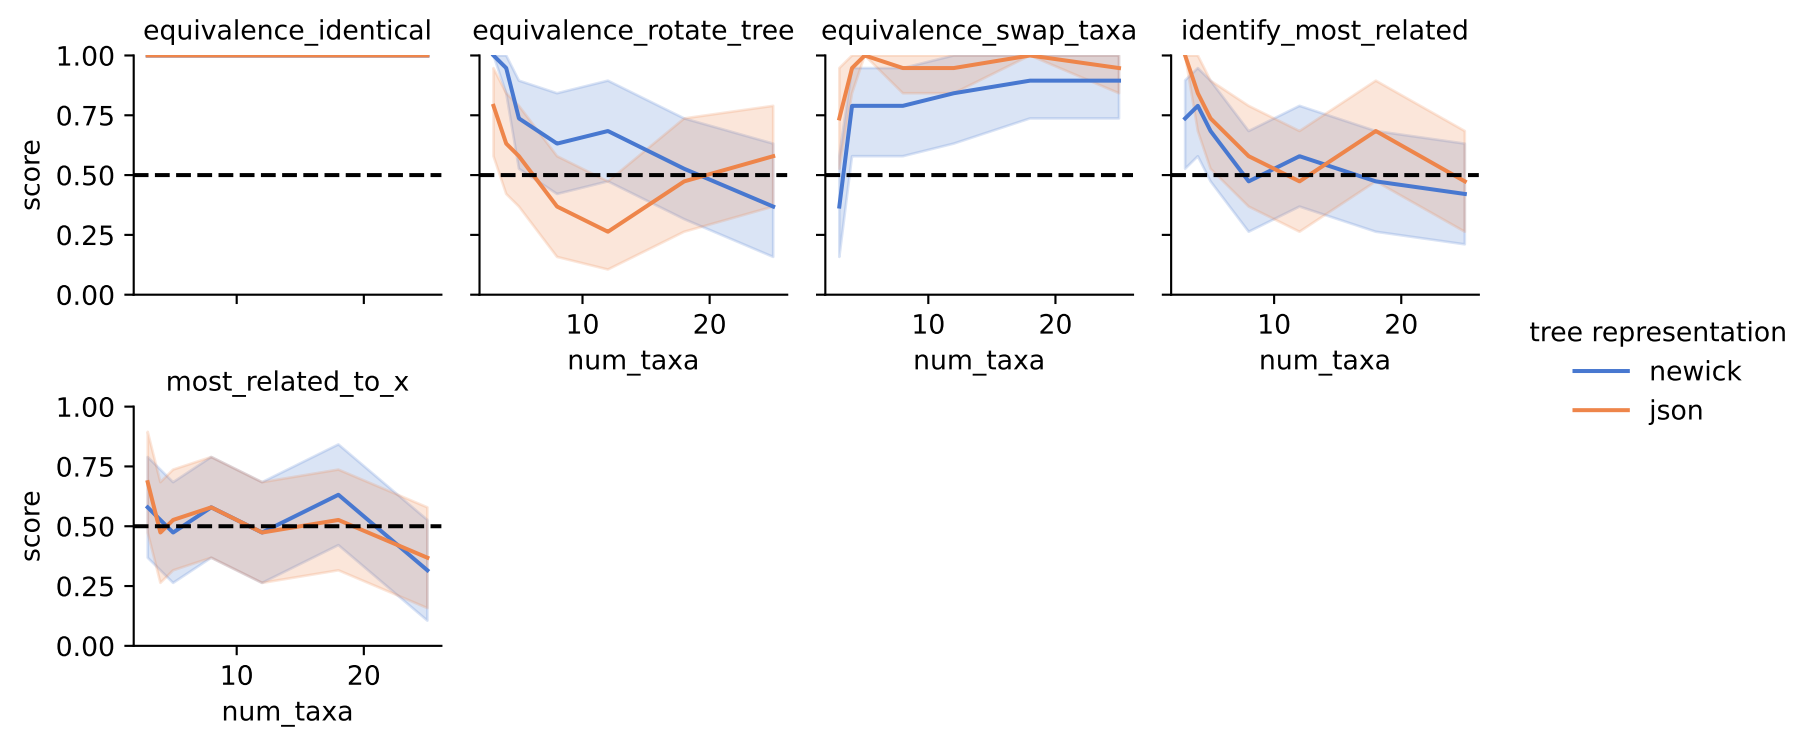 equivalence_identical
equivalence_rotate_tree
equivalence_swap_taxa
identify_most_related
score
1.00
0.75
0.50
0.25
0.00
10
20
10
20
10
20
num_taxa
num_taxa
num_taxa
tree representation
newick
json
most_related_to_x
score
1.00
0.75
0.50
0.25
0.00
10
20
num_taxa